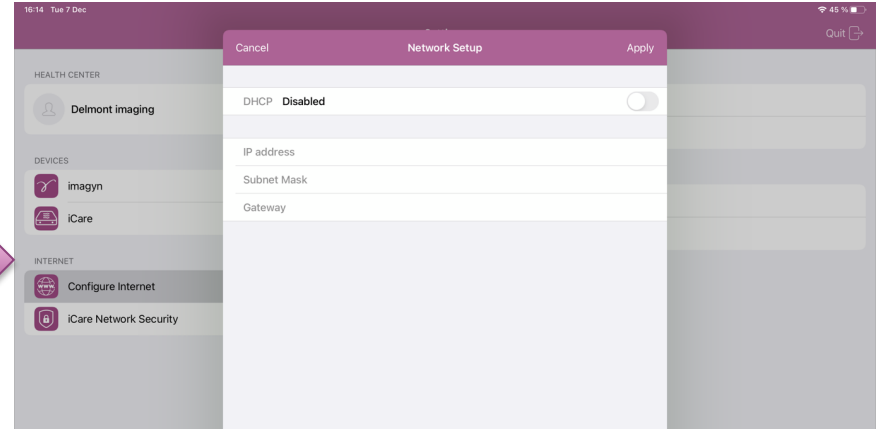 16:14 Tue 7 Dec
45 %
Quit
Cancel Network Setup Apply
HEALTH CENTER
Delmont imaging
DHCP Disabled
IP address
DEVICES
Subnet Mask
imagyn
Gateway
iCare
INTERNET
www.
Configure Internet
iCare Network Security